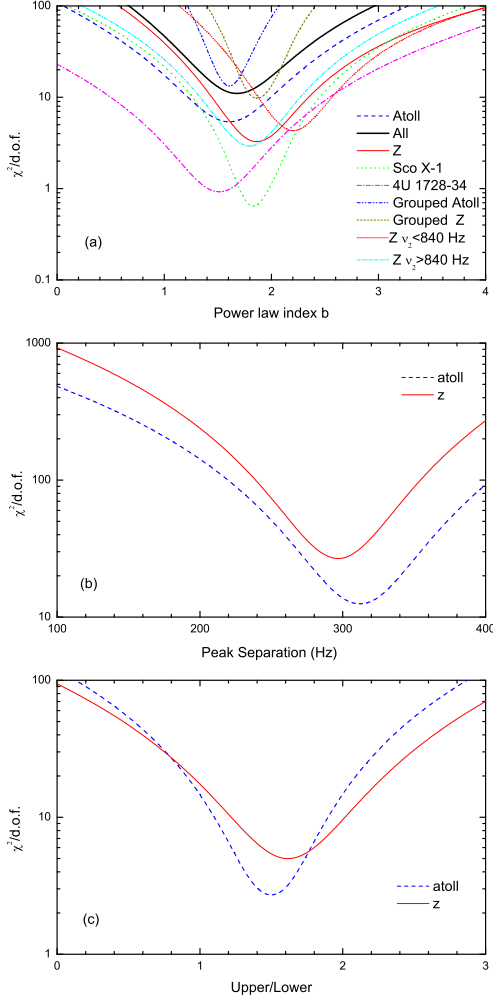 100
10
1
0.1
χ²/d.o.f.
Atoll
All
Z
Sco X-1
4U 1728-34
Grouped Atoll
Grouped Z
Z ν₂<840 Hz
Z ν₂>840 Hz
(a)
0 1 2 3 4
Power law index b
1000
100
10
χ²/d.o.f.
atoll
z
(b)
100 200 300 400
Peak Separation (Hz)
100
10
1
χ²/d.o.f.
atoll
z
(c)
0 1 2 3
Upper/Lower